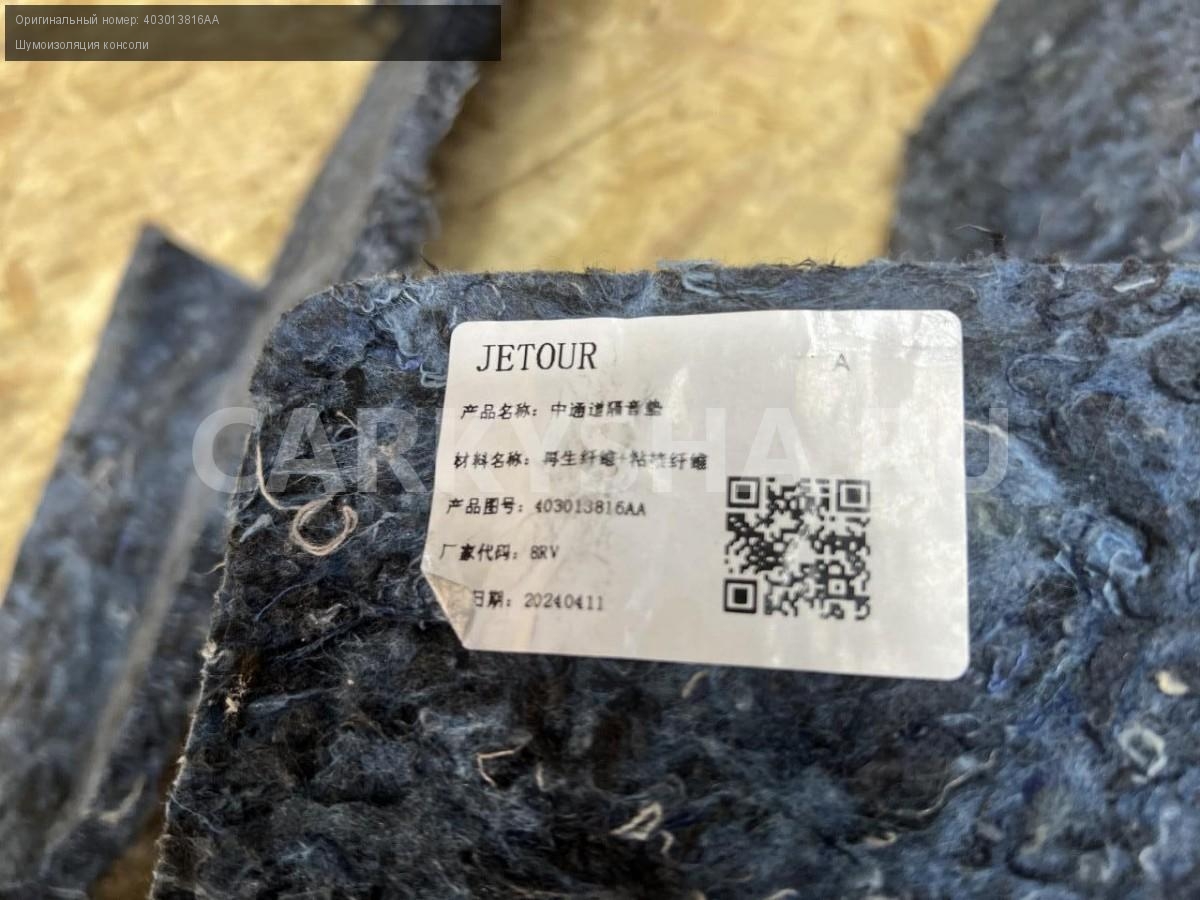 Оригинальный номер: 403013816AA
Шумоизоляция консоли
JETOUR
A
产品名称: 中通道隔音垫
CARKYSHA.RU
材料名称: 再生纤维+粘接纤维
产品图号: 403013816AA
厂家代码: 8RV
日期: 20240411